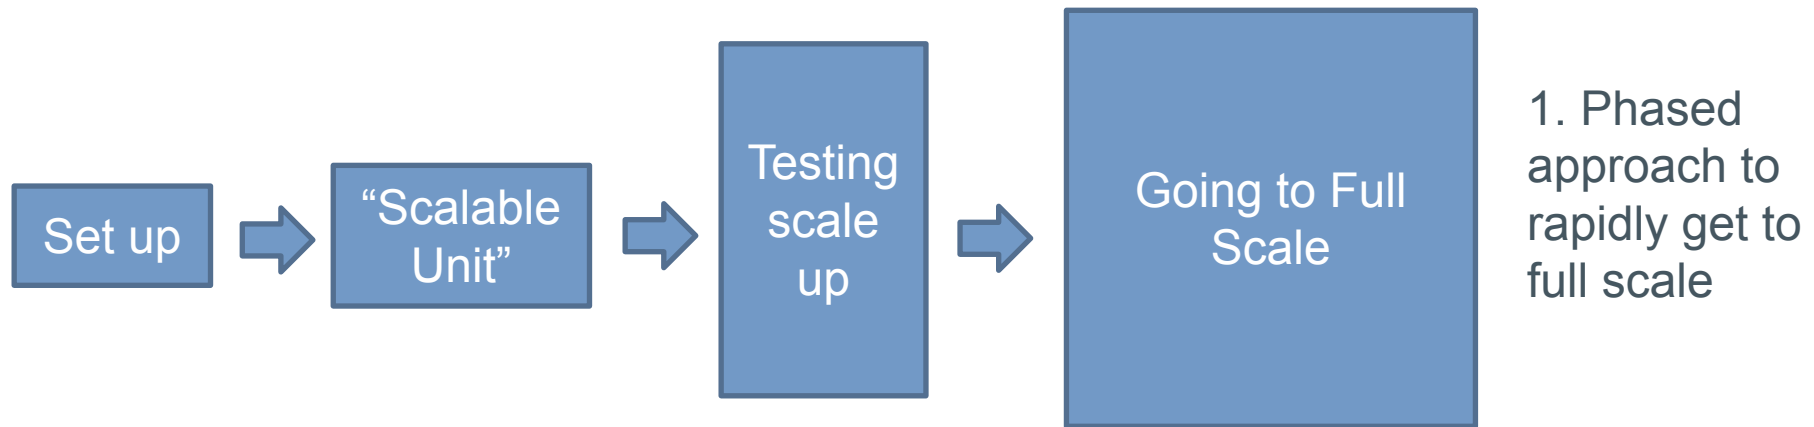 Set up
“Scalable
Unit”
Testing
scale
up
Going to Full
Scale
1. Phased
approach to
rapidly get to
full scale